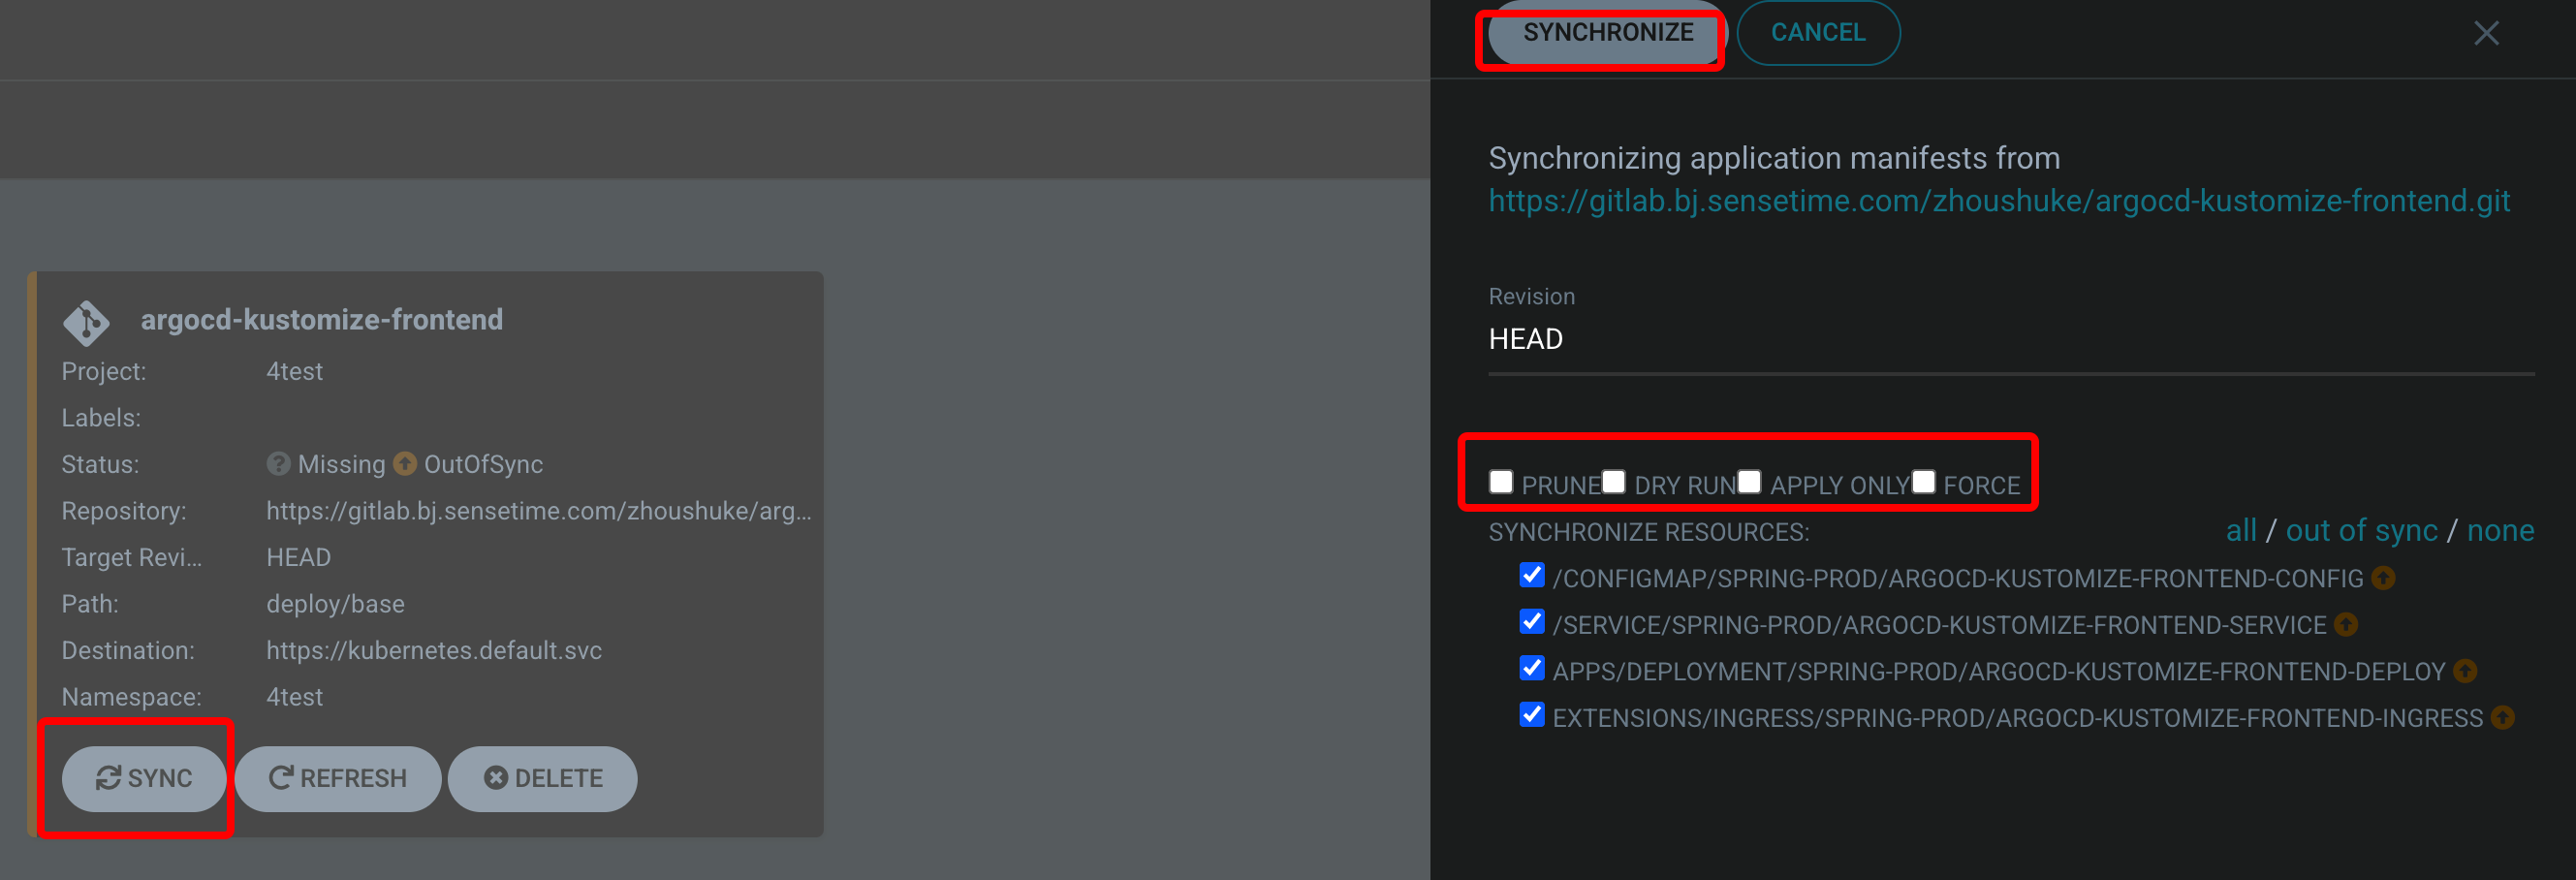 argocd-kustomize-frontend
Project: 4test
Labels:
Status: Missing OutOfSync
Repository: https://gitlab.bj.sensetime.com/zhoushuke/arg...
Target Revi... HEAD
Path: deploy/base
Destination: https://kubernetes.default.svc
Namespace: 4test
SYNC REFRESH DELETE
SYNCHRONIZE CANCEL
Synchronizing application manifests from
https://gitlab.bj.sensetime.com/zhoushuke/argocd-kustomize-frontend.git
Revision
HEAD
PRUNE DRY RUN APPLY ONLY FORCE
SYNCHRONIZE RESOURCES: all / out of sync / none
/CONFIGMAP/SPRING-PROD/ARGOCD-KUSTOMIZE-FRONTEND-CONFIG
/SERVICE/SPRING-PROD/ARGOCD-KUSTOMIZE-FRONTEND-SERVICE
APPS/DEPLOYMENT/SPRING-PROD/ARGOCD-KUSTOMIZE-FRONTEND-DEPLOY
EXTENSIONS/INGRESS/SPRING-PROD/ARGOCD-KUSTOMIZE-FRONTEND-INGRESS